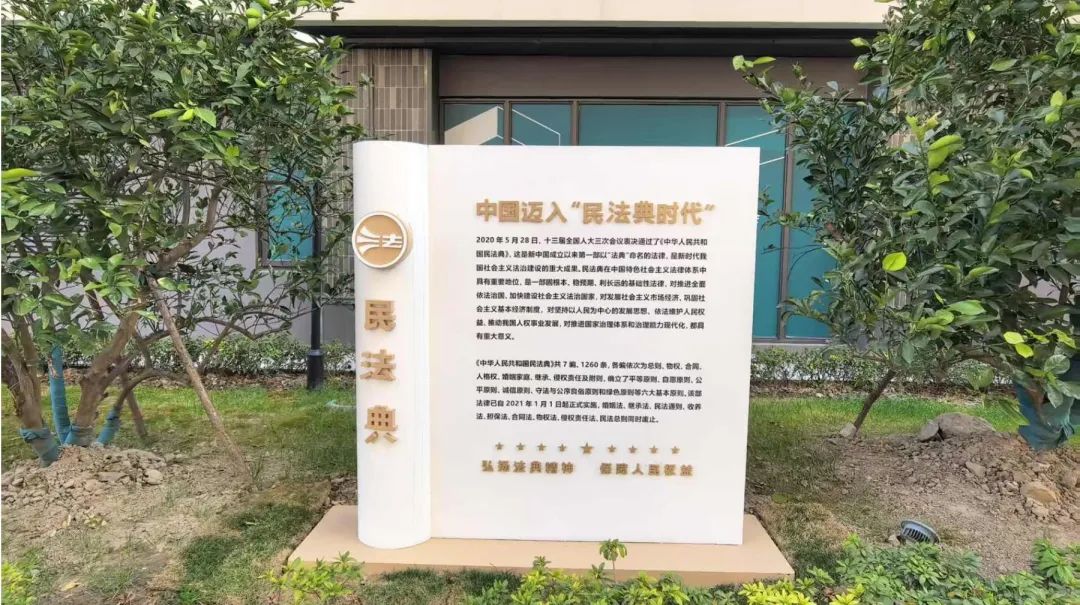 中国迈入“民法典时代”
2020年5月28日,十三届全国人大三次会议表决通过了《中华人民共和
国民法典》,这是新中国成立以来第一部以“法典”命名的法律,是新时代我
国社会主义法治建设的重大成果。民法典在中国特色社会主义法律体系中
具有重要地位,是一部固根本、稳预期、利长远的基础性法律,对推进全面
依法治国、加快建设社会主义法治国家,对发展社会主义市场经济、巩固社
会主义基本经济制度,对坚持以人民为中心的发展思想、依法维护人民权
益、推动我国人权事业发展,对推进国家治理体系和治理能力现代化,都具
有重大意义。
《中华人民共和国民法典》共7编、1260条,各编依次为总则、物权、合同、
人格权、婚姻家庭、继承、侵权责任及附则,确立了平等原则、自愿原则、公
平原则、诚信原则、守法与公序良俗原则和绿色原则等六大基本原则,该部
法律已自2021年1月1日起正式实施,婚姻法、继承法、民法通则、收养
法、担保法、合同法、物权法、侵权责任法、民法总则同时废止。
弘扬法典精神 保障人民权益
法
民
法
典